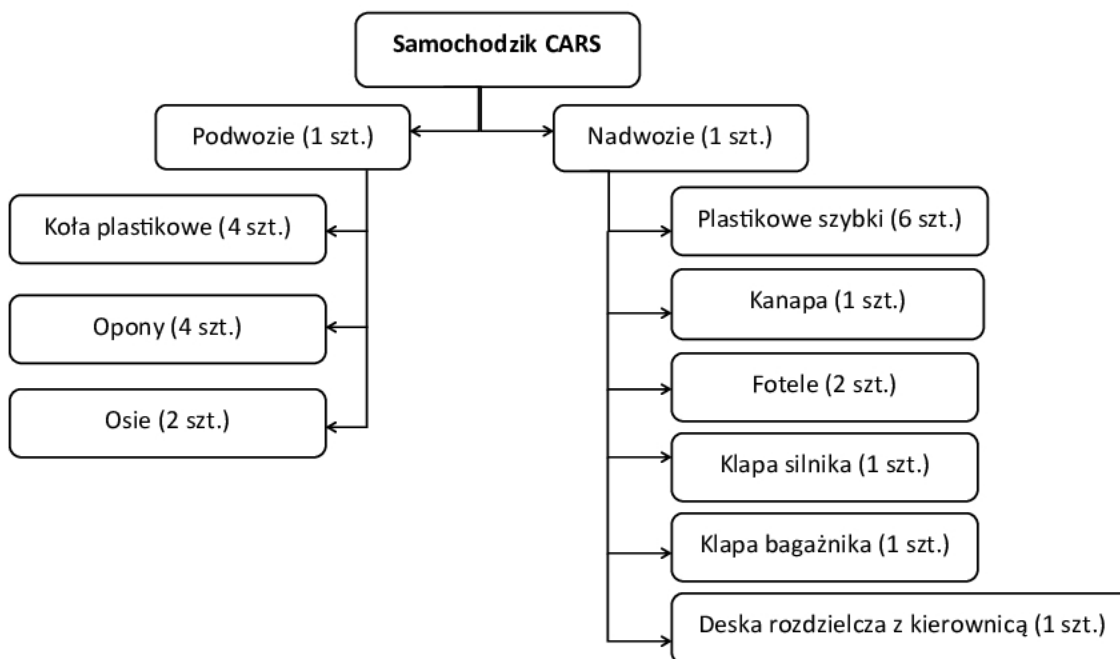 Samochodzik CARS
Podwozie (1 szt.)
Nadwozie (1 szt.)
Koła plastikowe (4 szt.)
Opony (4 szt.)
Osie (2 szt.)
Plastikowe szybki (6 szt.)
Kanapa (1 szt.)
Fotele (2 szt.)
Klapa silnika (1 szt.)
Klapa bagażnika (1 szt.)
Deska rozdzielcza z kierownicą (1 szt.)